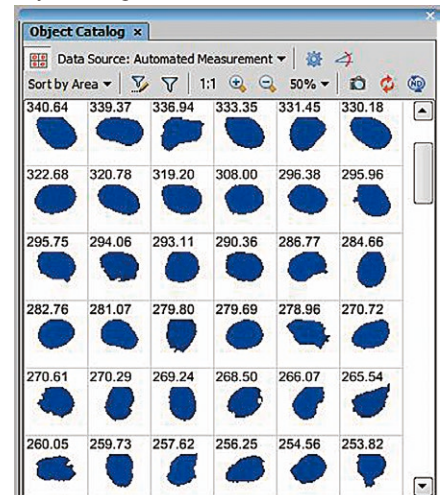 Object Catalog ×
Data Source: Automated Measurement
Sort by Area 1:1 50% ND
340.64 339.37 336.94 333.35 331.45 330.18
322.68 320.78 319.20 308.00 296.38 295.96
295.75 294.06 293.11 290.36 286.77 284.66
282.76 281.07 279.80 279.69 278.96 270.72
270.61 270.29 269.24 268.50 266.07 265.54
260.05 259.73 257.62 256.25 254.56 253.82